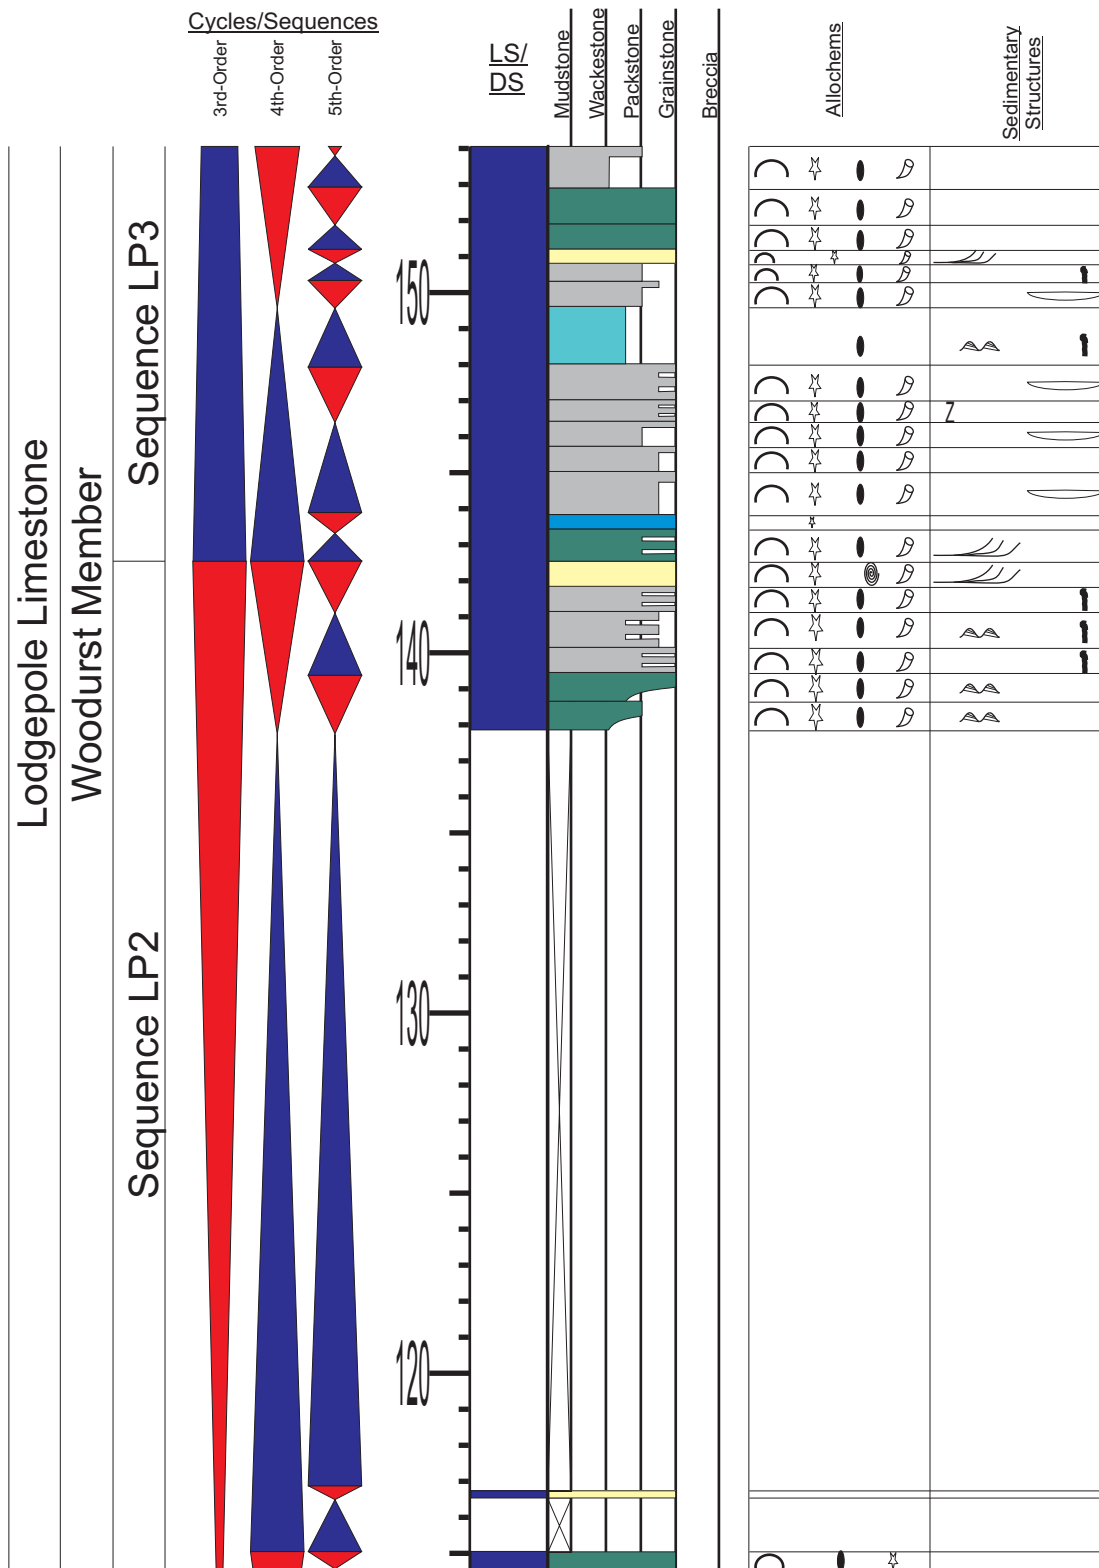 Cycles/Sequences
3rd-Order
4th-Order
5th-Order
LS/
DS
Mudstone
Wackestone
Packstone
Grainstone
Breccia
Allochems
Sedimentary
Structures
Lodgepole Limestone
Woodurst Member
Sequence LP3
Sequence LP2
150
140
130
120
Z